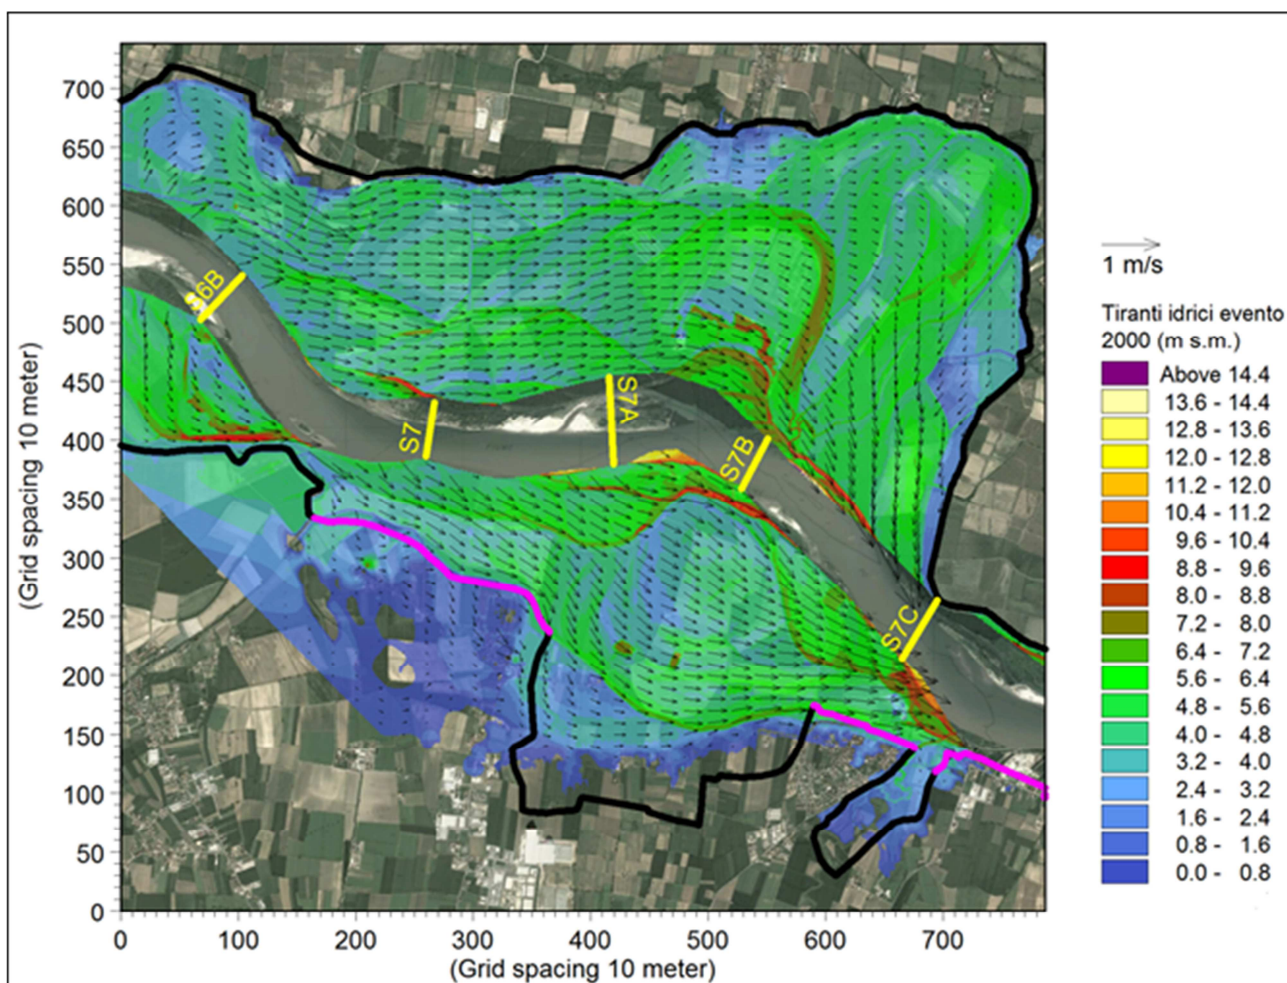 700
650
600
550
500
450
400
350
300
250
200
150
100
50
0
(Grid spacing 10 meter)
0 100 200 300 400 500 600 700
(Grid spacing 10 meter)
S6B
S7
S7A
S7B
S7C
1 m/s
Tiranti idrici evento
2000 (m s.m.)
Above 14.4
13.6 - 14.4
12.8 - 13.6
12.0 - 12.8
11.2 - 12.0
10.4 - 11.2
9.6 - 10.4
8.8 - 9.6
8.0 - 8.8
7.2 - 8.0
6.4 - 7.2
5.6 - 6.4
4.8 - 5.6
4.0 - 4.8
3.2 - 4.0
2.4 - 3.2
1.6 - 2.4
0.8 - 1.6
0.0 - 0.8